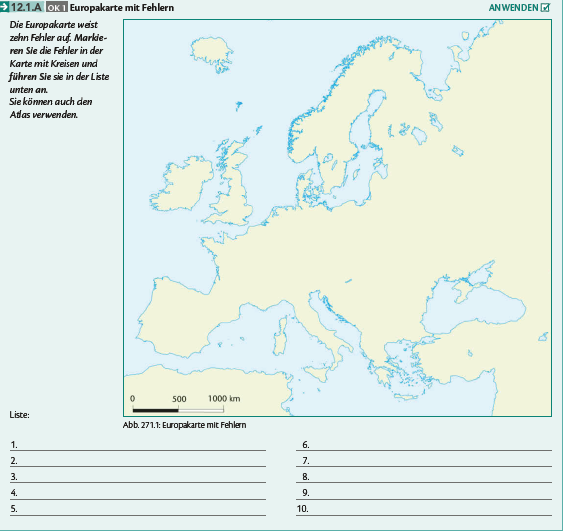 12.1.A OK 1 Europakarte mit Fehlern
ANWENDEN
Die Europakarte weist
zehn Fehler auf. Markie-
ren Sie die Fehler in der
Karte mit Kreisen und
führen Sie sie in der Liste
unten an.
Sie können auch den
Atlas verwenden.
0 500 1000 km
Abb. 271.1: Europakarte mit Fehlern
Liste:
1.
2.
3.
4.
5.
6.
7.
8.
9.
10.